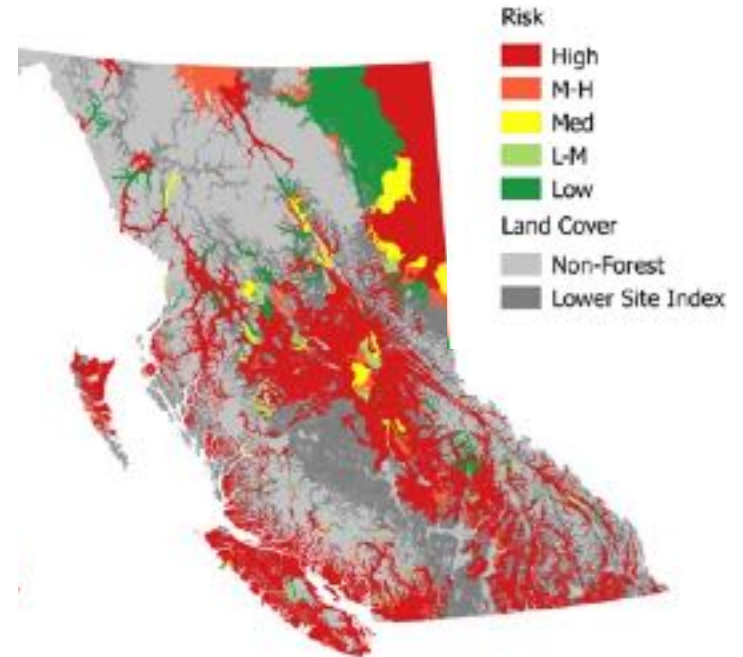 Risk
High
M-H
Med
L-M
Low
Land Cover
Non-Forest
Lower Site Index